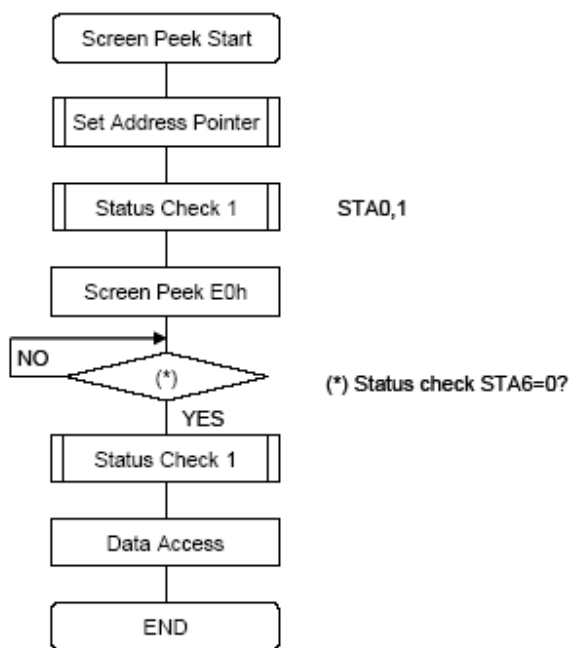 Screen Peek Start
Set Address Pointer
Status Check 1
STA0,1
Screen Peek E0h
NO
(*)
(*) Status check STA6=0?
YES
Status Check 1
Data Access
END